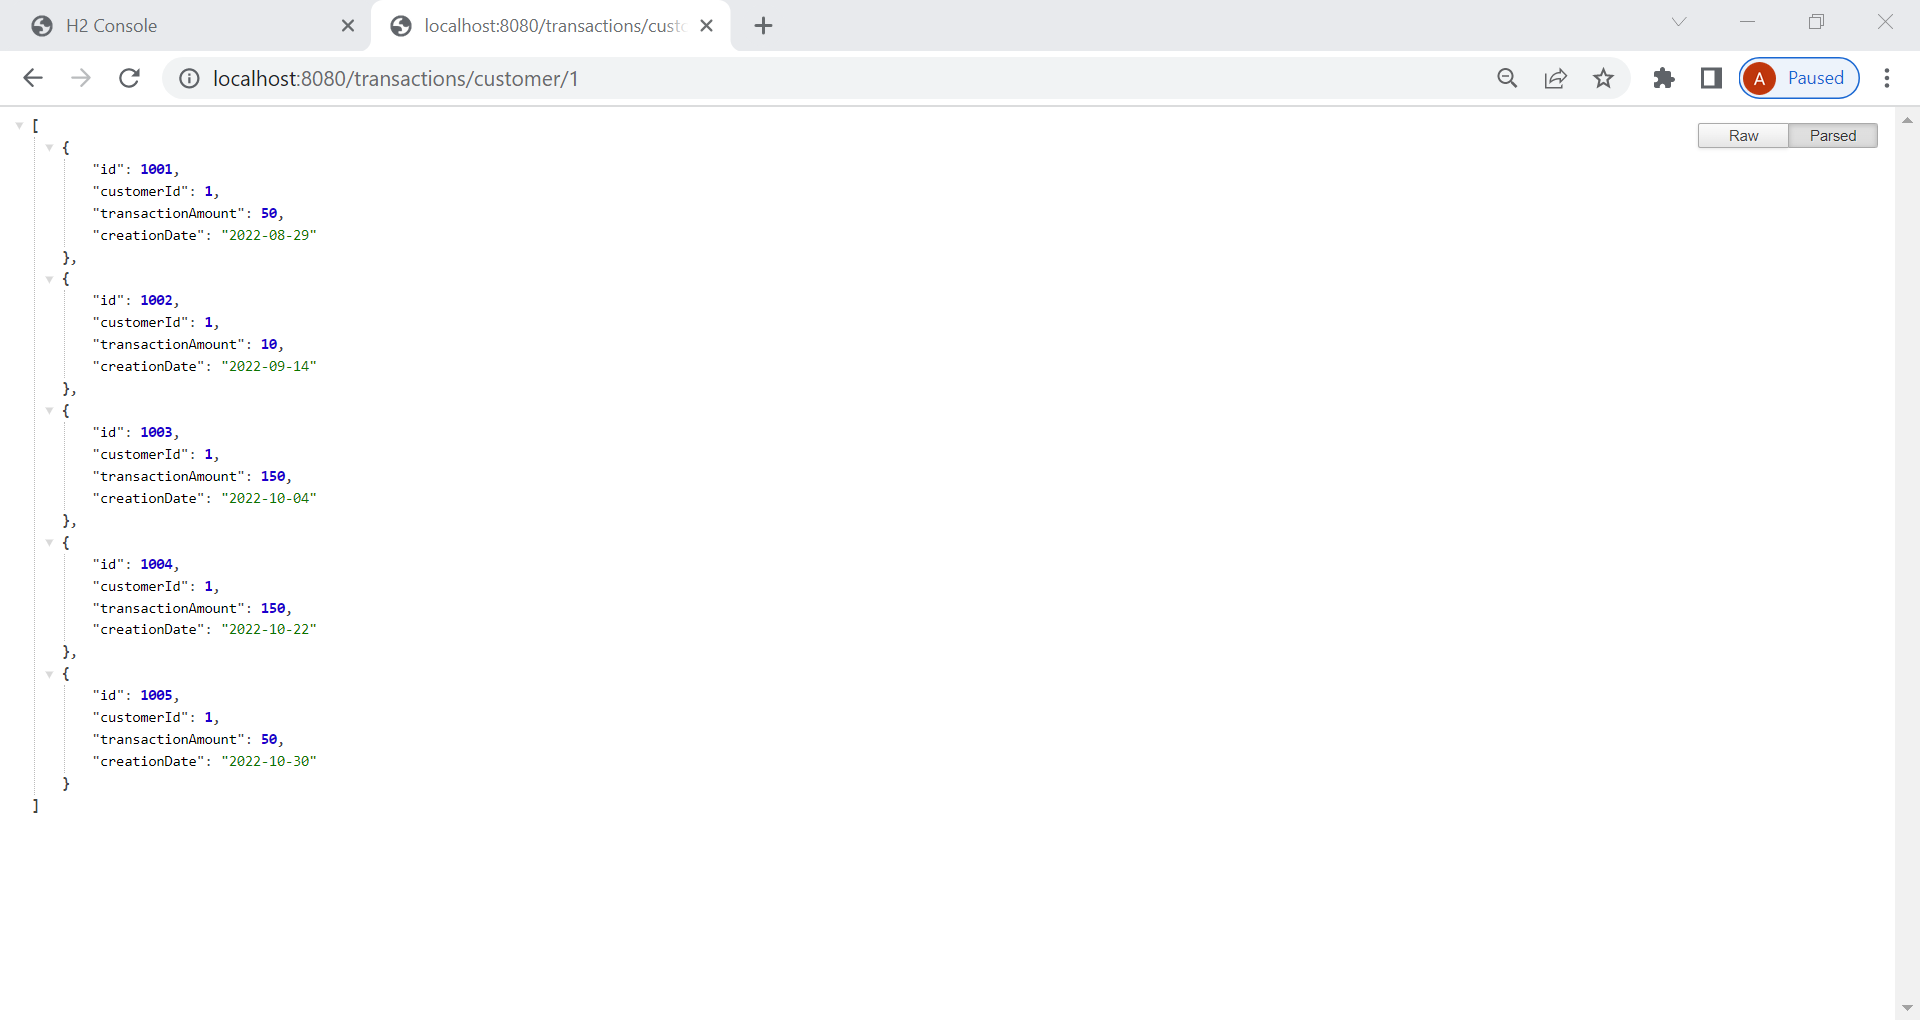 H2 Console
localhost:8080/transactions/custo
localhost:8080/transactions/customer/1
A Paused
Raw Parsed
[
{
"id": 1001,
"customerId": 1,
"transactionAmount": 50,
"creationDate": "2022-08-29"
},
{
"id": 1002,
"customerId": 1,
"transactionAmount": 10,
"creationDate": "2022-09-14"
},
{
"id": 1003,
"customerId": 1,
"transactionAmount": 150,
"creationDate": "2022-10-04"
},
{
"id": 1004,
"customerId": 1,
"transactionAmount": 150,
"creationDate": "2022-10-22"
},
{
"id": 1005,
"customerId": 1,
"transactionAmount": 50,
"creationDate": "2022-10-30"
}
]